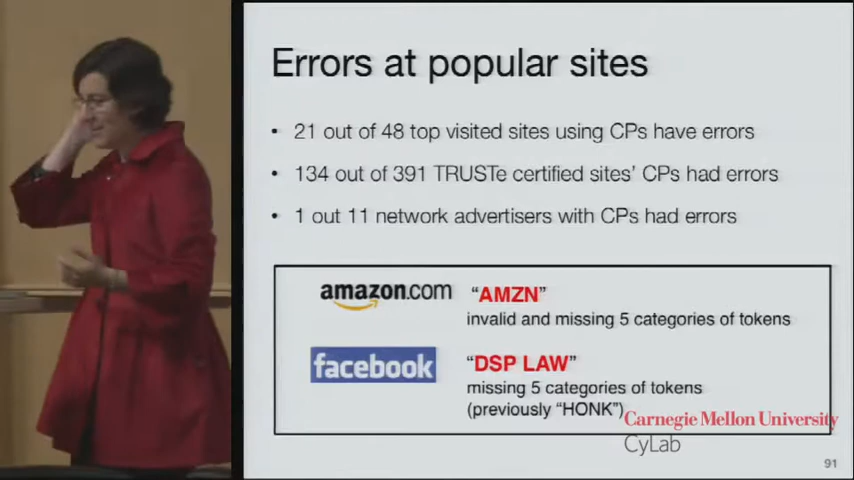 Errors at popular sites
• 21 out of 48 top visited sites using CPs have errors
• 134 out of 391 TRUSTe certified sites' CPs had errors
• 1 out 11 network advertisers with CPs had errors
amazon.com "AMZN"
invalid and missing 5 categories of tokens
facebook "DSP LAW"
missing 5 categories of tokens
(previously "HONK")
Carnegie Mellon University
CyLab
91